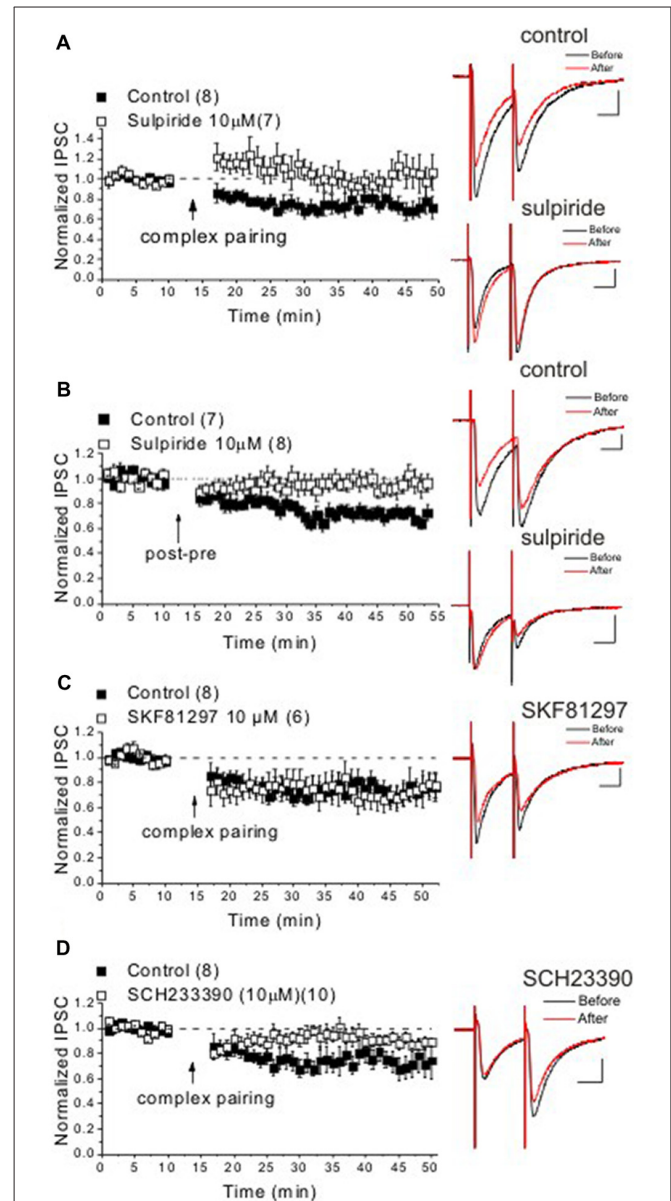 A
Control (8)
Sulpiride 10µM(7)
Normalized IPSC
1.4
1.2
1.0
0.8
0.6
0.4
0.2
0.0
complex pairing
0 5 10 15 20 25 30 35 40 45 50
Time (min)
control
Before
After
sulpiride
Before
After
B
Control (7)
Sulpiride 10µM (8)
Normalized IPSC
1.2
1.0
0.8
0.6
0.4
0.2
0.0
post-pre
0 5 10 15 20 25 30 35 40 45 50 55
Time (min)
control
Before
After
sulpiride
Before
After
C
Control (8)
SKF81297 10 µM (6)
Normalized IPSC
1.2
1.0
0.8
0.6
0.4
0.2
0.0
complex pairing
0 5 10 15 20 25 30 35 40 45 50
Time (min)
SKF81297
Before
After
D
Control (8)
SCH233390 (10µM)(10)
Normalized IPSC
1.2
1.0
0.8
0.6
0.4
0.2
0.0
complex pairing
0 5 10 15 20 25 30 35 40 45 50
Time (min)
SCH23390
Before
After